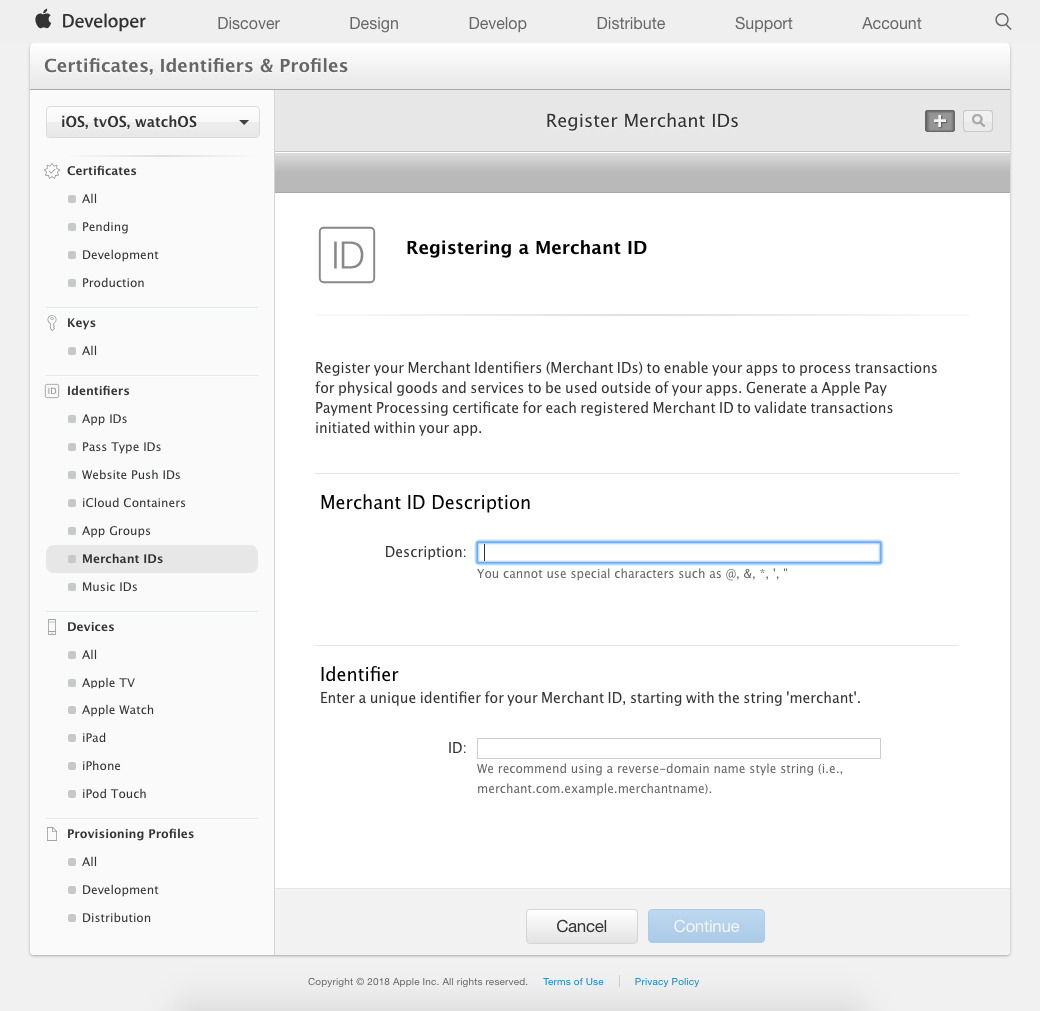 Developer
Discover
Design
Develop
Distribute
Support
Account
Certificates, Identifiers & Profiles
iOS, tvOS, watchOS
Certificates
All
Pending
Development
Production
Keys
All
ID Identifiers
App IDs
Pass Type IDs
Website Push IDs
iCloud Containers
App Groups
Merchant IDs
Music IDs
Devices
All
Apple TV
Apple Watch
iPad
iPhone
iPod Touch
Provisioning Profiles
All
Development
Distribution
Register Merchant IDs
ID
Registering a Merchant ID
Register your Merchant Identifiers (Merchant IDs) to enable your apps to process transactions
for physical goods and services to be used outside of your apps. Generate a Apple Pay
Payment Processing certificate for each registered Merchant ID to validate transactions
initiated within your app.
Merchant ID Description
Description:
You cannot use special characters such as @, &, *, ', "
Identifier
Enter a unique identifier for your Merchant ID, starting with the string 'merchant'.
ID:
We recommend using a reverse-domain name style string (i.e.,
merchant.com.example.merchantname).
Cancel
Continue
Copyright © 2018 Apple Inc. All rights reserved.
Terms of Use
Privacy Policy